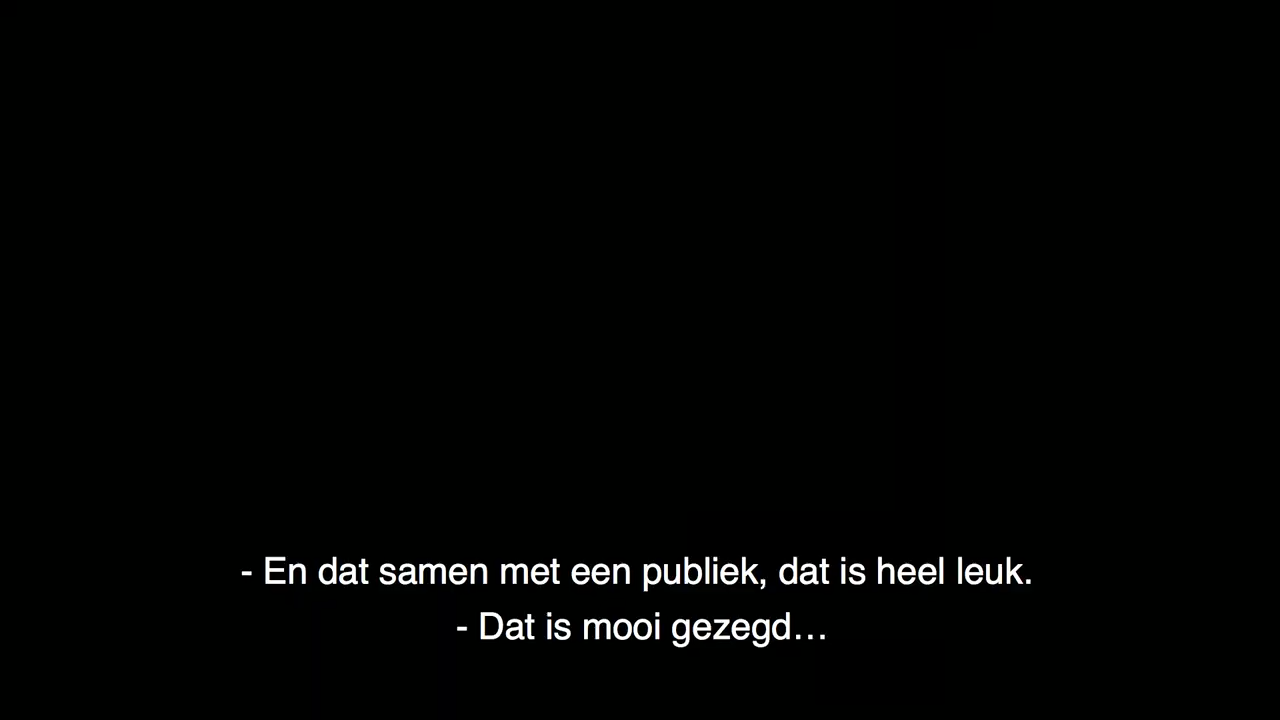 - En dat samen met een publiek, dat is heel leuk.
- Dat is mooi gezegd…